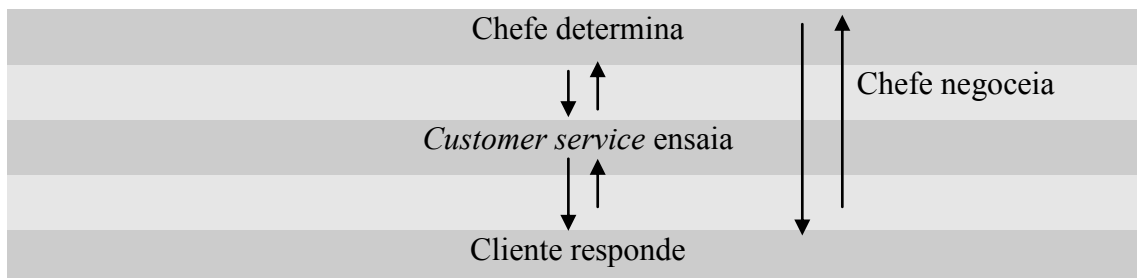 Chefe determina
Chefe negoceia
Customer service ensaia
Cliente responde